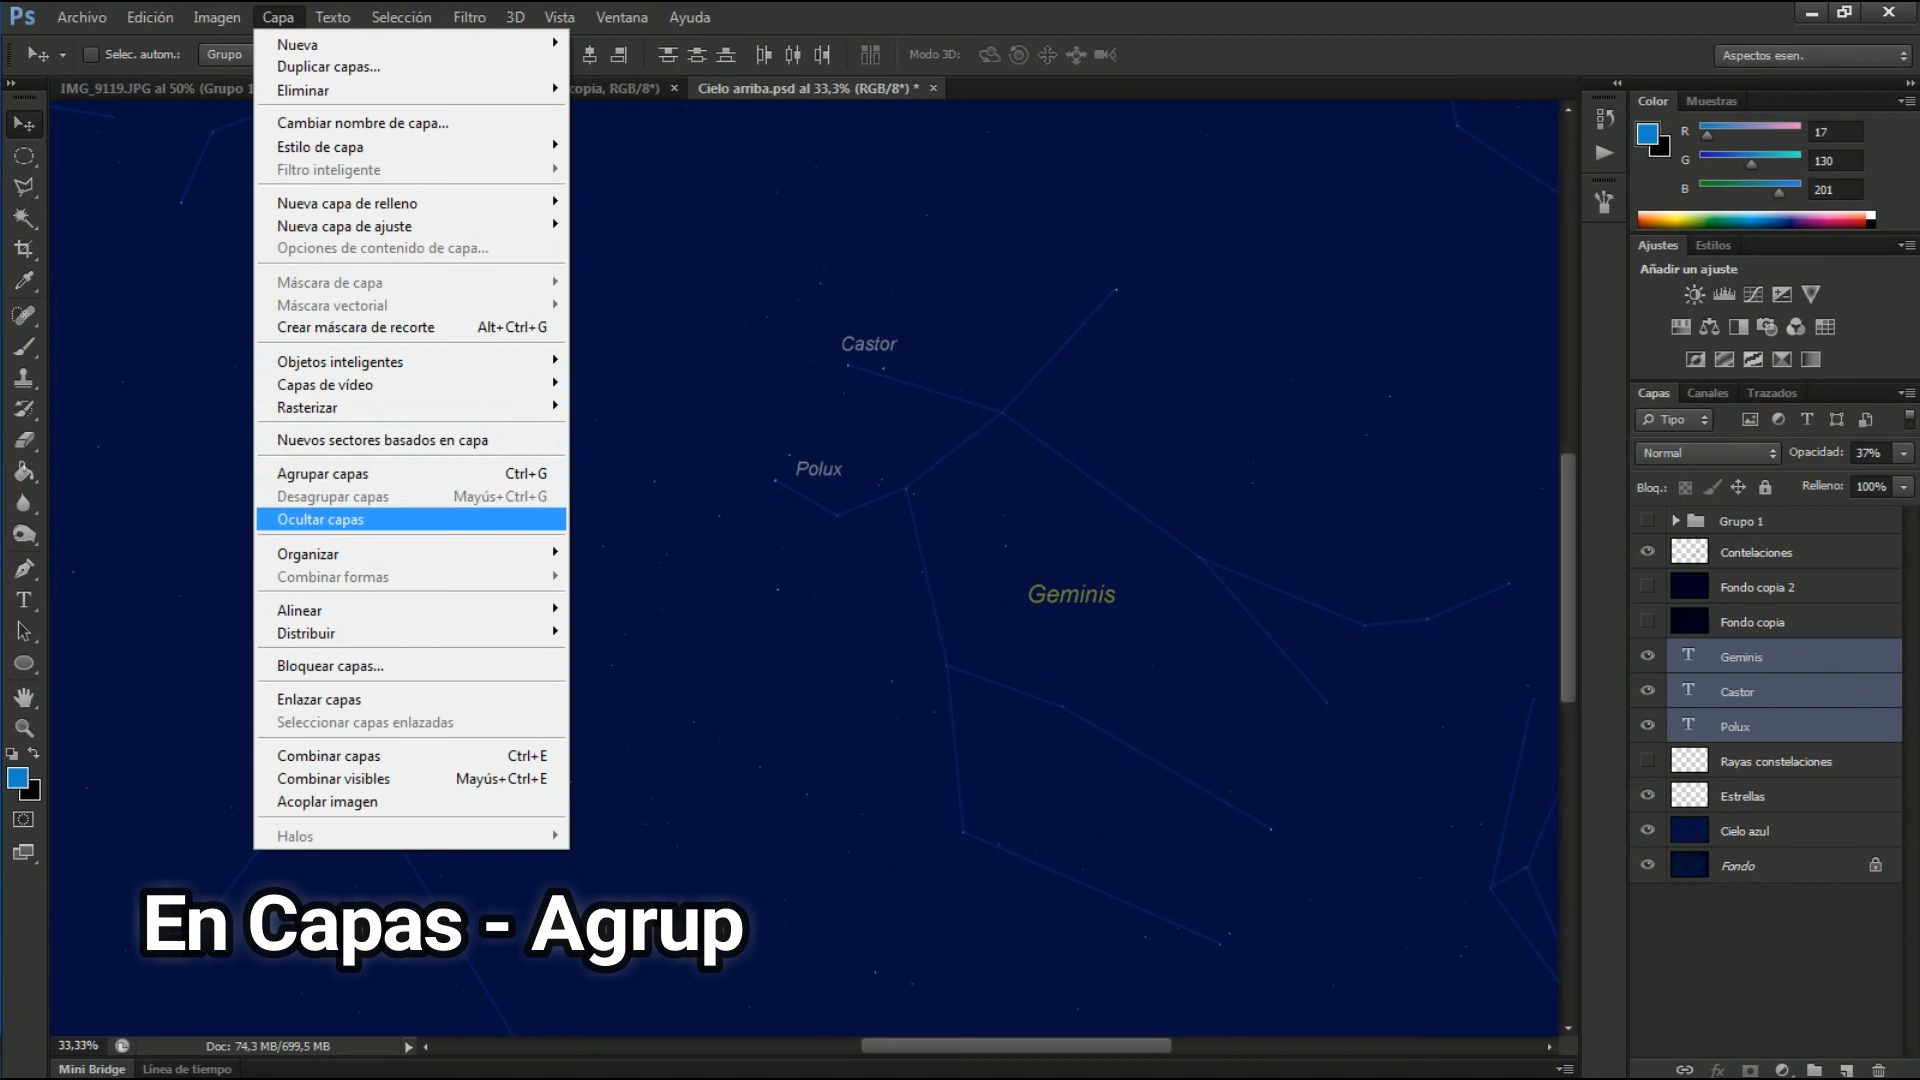 Ps Archivo Edición Imagen Capa Texto Selección Filtro 3D Vista Ventana Ayuda
Selec. autom.: Grupo Modo 3D: Aspectos esen.
IMG_9119.JPG al 50% (Grupo 1 copia, RGB/8*) × Cielo arriba.psd al 33,3% (RGB/8*) * ×
Nueva
Duplicar capas...
Eliminar
Cambiar nombre de capa...
Estilo de capa
Filtro inteligente
Nueva capa de relleno
Nueva capa de ajuste
Opciones de contenido de capa...
Máscara de capa
Máscara vectorial
Crear máscara de recorte Alt+Ctrl+G
Objetos inteligentes
Capas de vídeo
Rasterizar
Nuevos sectores basados en capa
Agrupar capas Ctrl+G
Desagrupar capas Mayús+Ctrl+G
Ocultar capas
Organizar
Combinar formas
Alinear
Distribuir
Bloquear capas...
Enlazar capas
Seleccionar capas enlazadas
Combinar capas Ctrl+E
Combinar visibles Mayús+Ctrl+E
Acoplar imagen
Halos
Castor
Polux
Geminis
En Capas - Agrup
Color Muestras
R 17
G 130
B 201
Ajustes Estilos
Añadir un ajuste
Capas Canales Trazados
Tipo
Normal Opacidad: 37%
Bloq.: Relleno: 100%
Grupo 1
Contelaciones
Fondo copia 2
Fondo copia
Geminis
Castor
Polux
Rayas constelaciones
Estrellas
Cielo azul
Fondo
33,33% Doc: 74,3 MB/699,5 MB
Mini Bridge Línea de tiempo